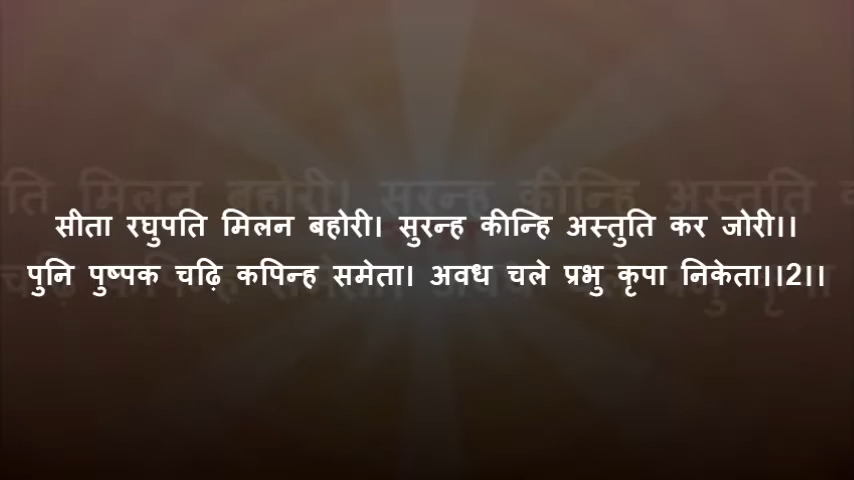 सीता रघुपति मिलन बहोरी। सुरन्ह कीन्हि अस्तुति कर जोरी।।
पुनि पुष्पक चढ़ि कपिन्ह समेता। अवध चले प्रभु कृपा निकेता।।2।।